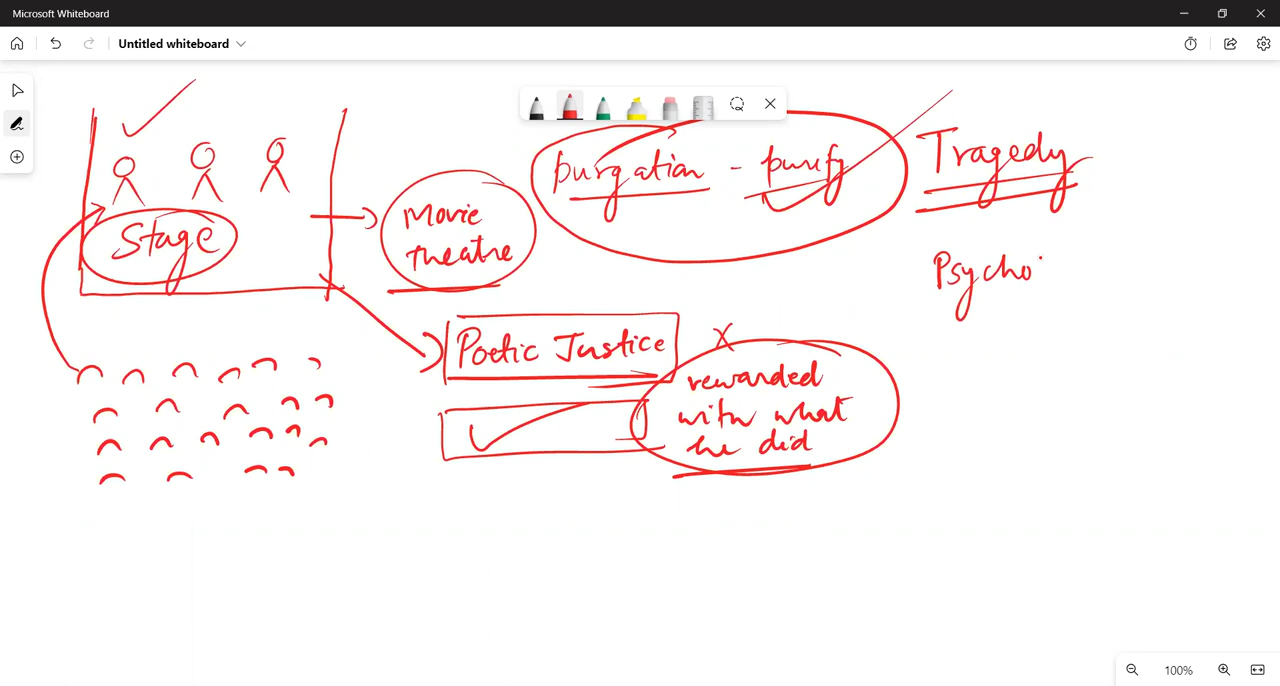 Microsoft Whiteboard
Untitled whiteboard
Stage
Movie
theatre
purgation - purify
Tragedy
Psycho
Poetic Justice
X
rewarded
with what
he did
100%